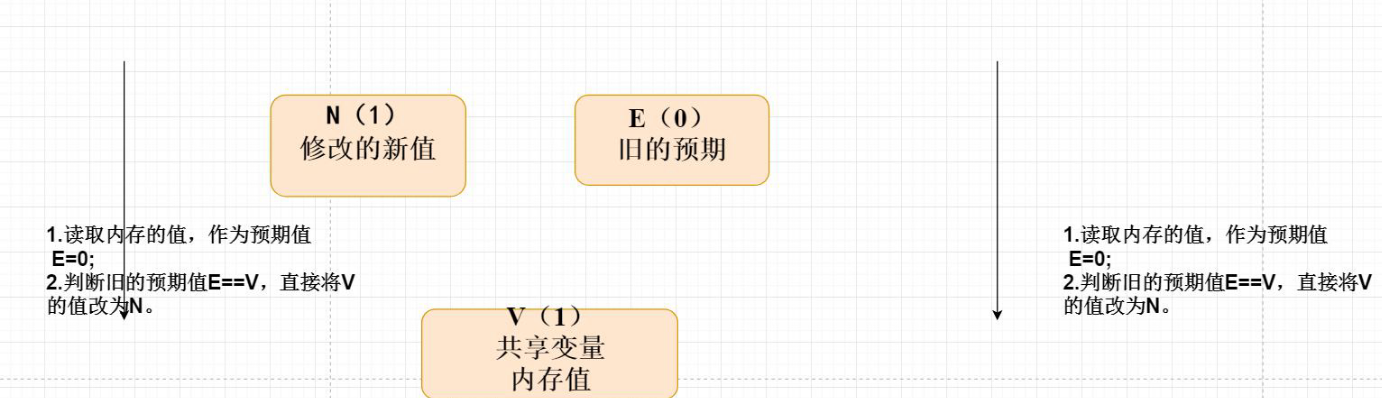 N（1）
修改的新值
E（0）
旧的预期
1.读取内存的值，作为预期值
E=0;
2.判断旧的预期值E==V，直接将V
的值改为N。
1.读取内存的值，作为预期值
E=0;
2.判断旧的预期值E==V，直接将V
的值改为N。
V（1）
共享变量
内存值